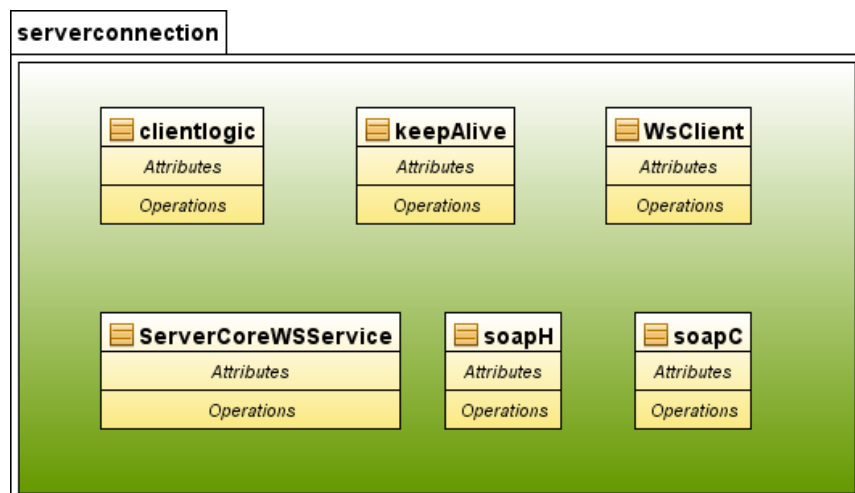 serverconnection
clientlogic keepAlive WsClient
Attributes Attributes Attributes
Operations Operations Operations
ServerCoreWSService soapH soapC
Attributes Attributes Attributes
Operations Operations Operations